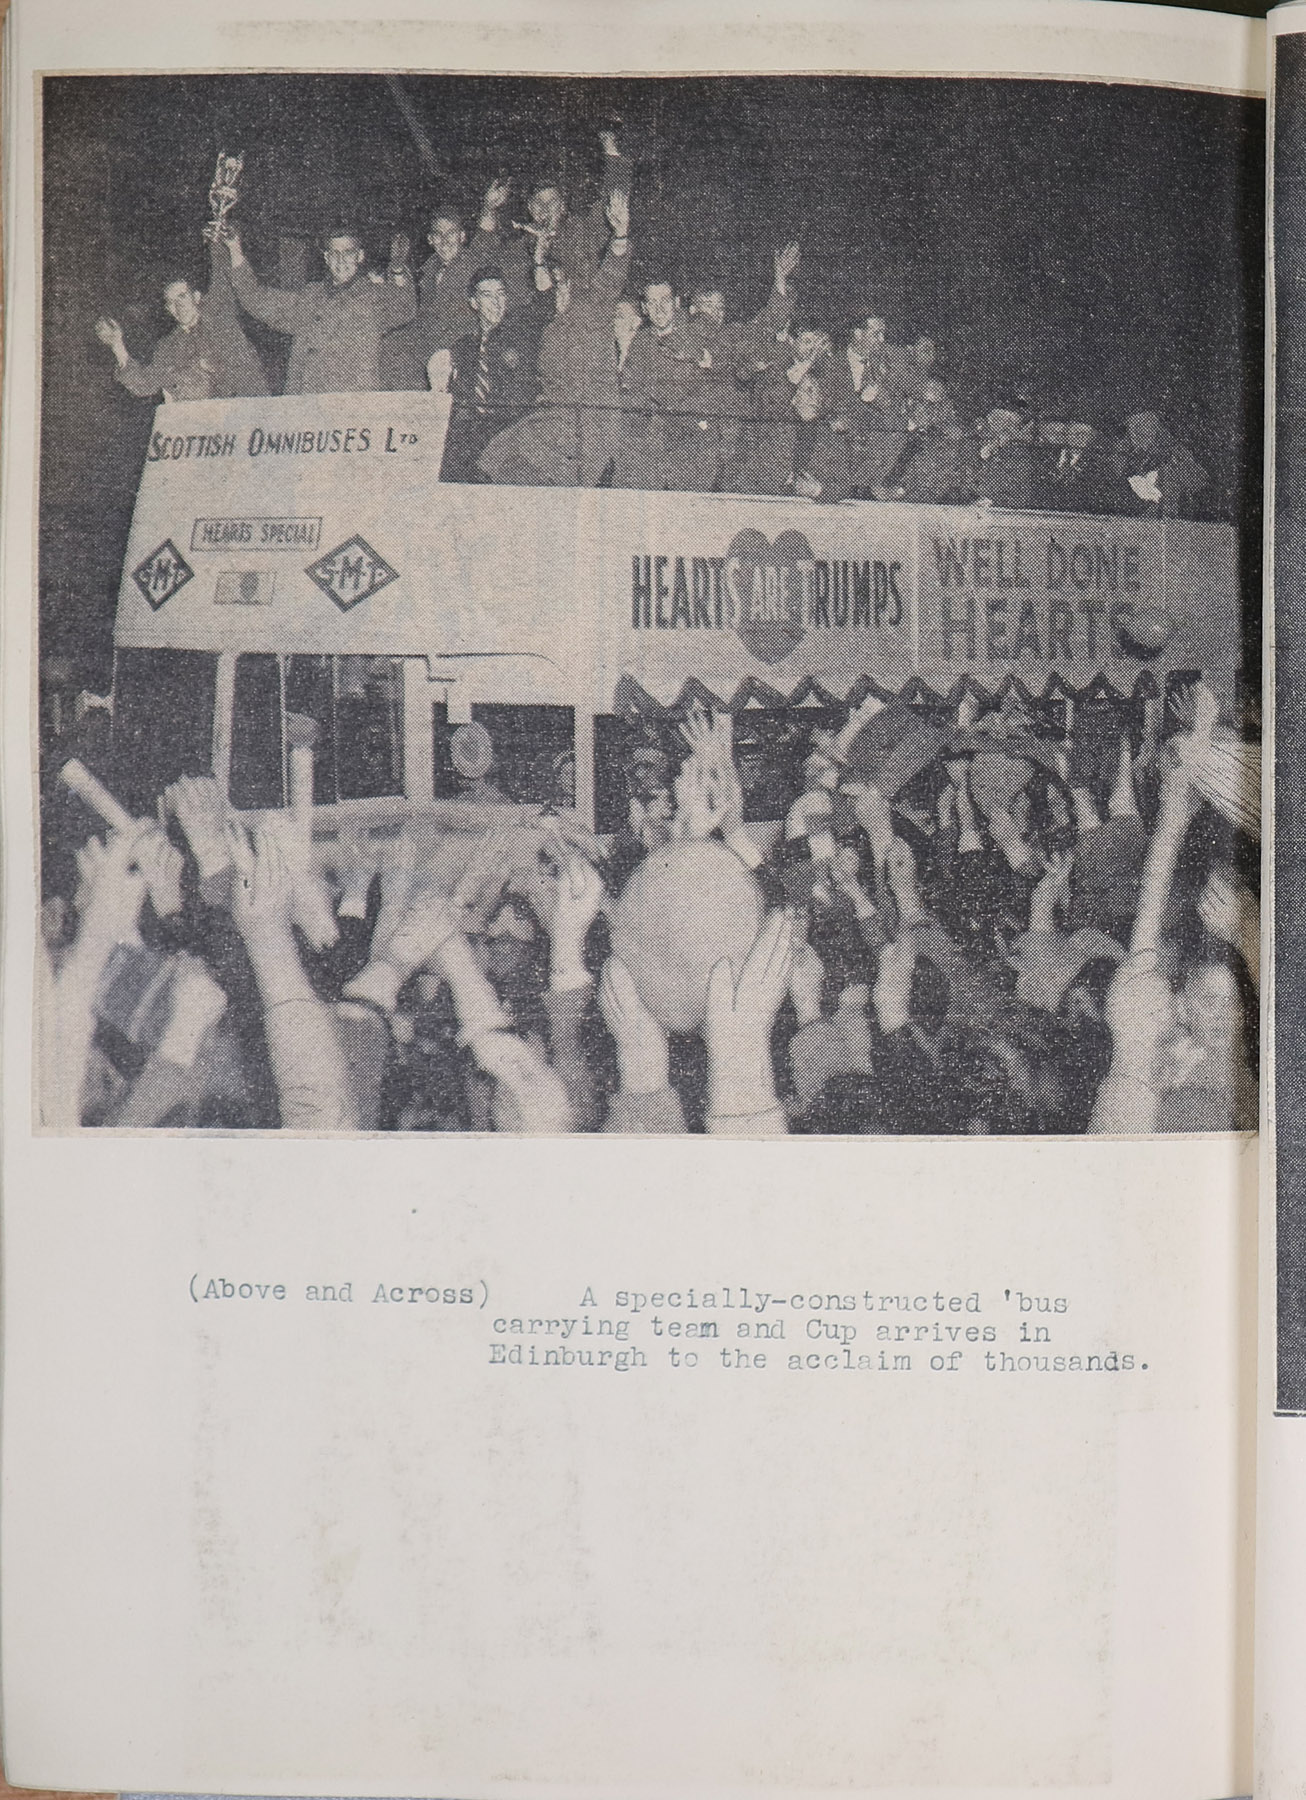 SCOTTISH OMNIBUSES LTD
HEARTS SPECIAL
S.M.T.
S.M.T.
HEARTS ARE TRUMPS
WELL DONE
HEARTS
(Above and Across) A specially-constructed 'bus
carrying team and Cup arrives in
Edinburgh to the acclaim of thousands.